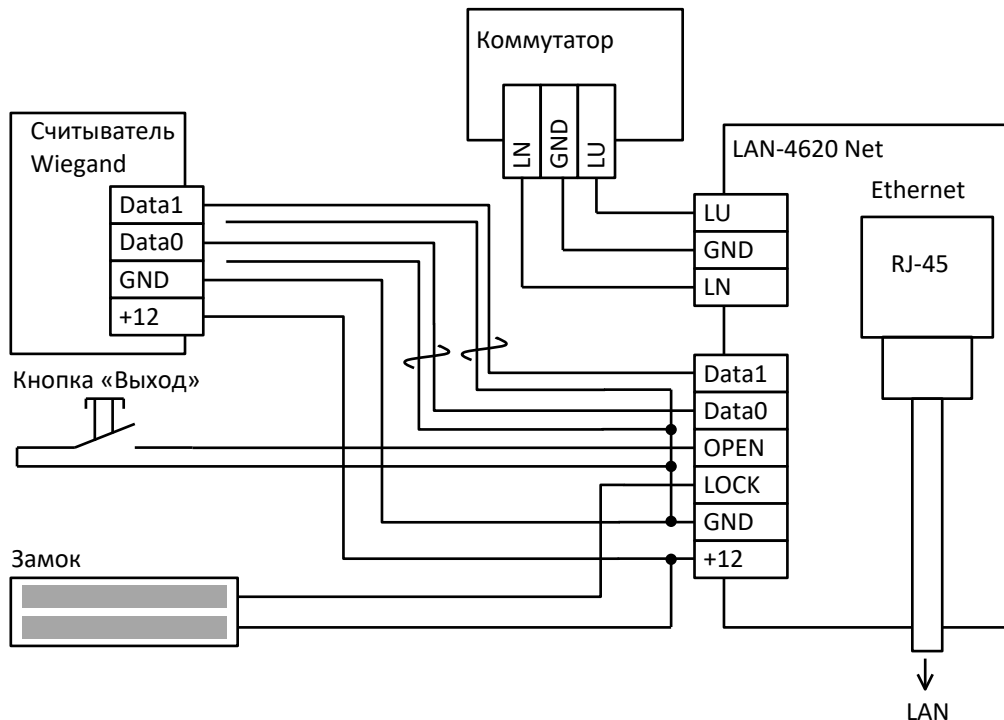 Коммутатор
LN
GND
LU
Считыватель
Wiegand
Data1
Data0
GND
+12
LAN-4620 Net
Ethernet
RJ-45
LU
GND
LN
Кнопка «Выход»
Data1
Data0
OPEN
LOCK
GND
+12
Замок
LAN